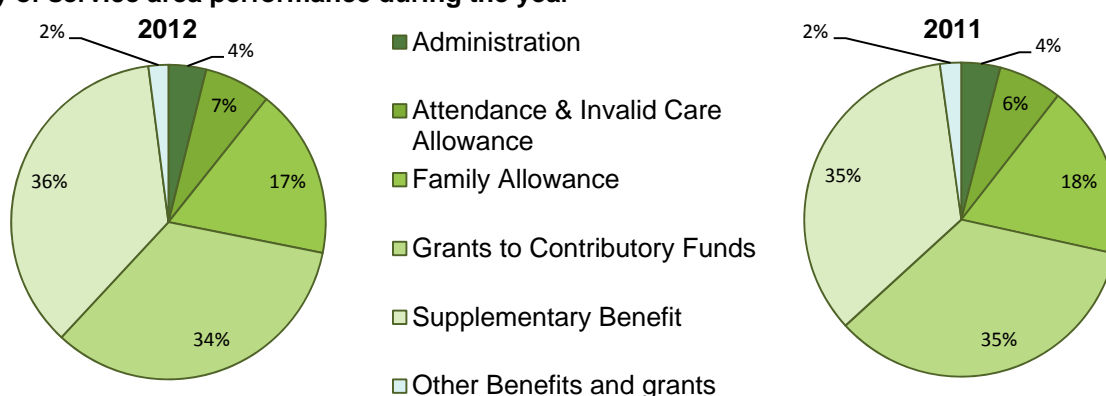 of service area performance during the year
2012
2%
4%
7%
17%
34%
36%
Administration
Attendance & Invalid Care
Allowance
Family Allowance
Grants to Contributory Funds
Supplementary Benefit
Other Benefits and grants
2011
2%
4%
6%
18%
35%
35%